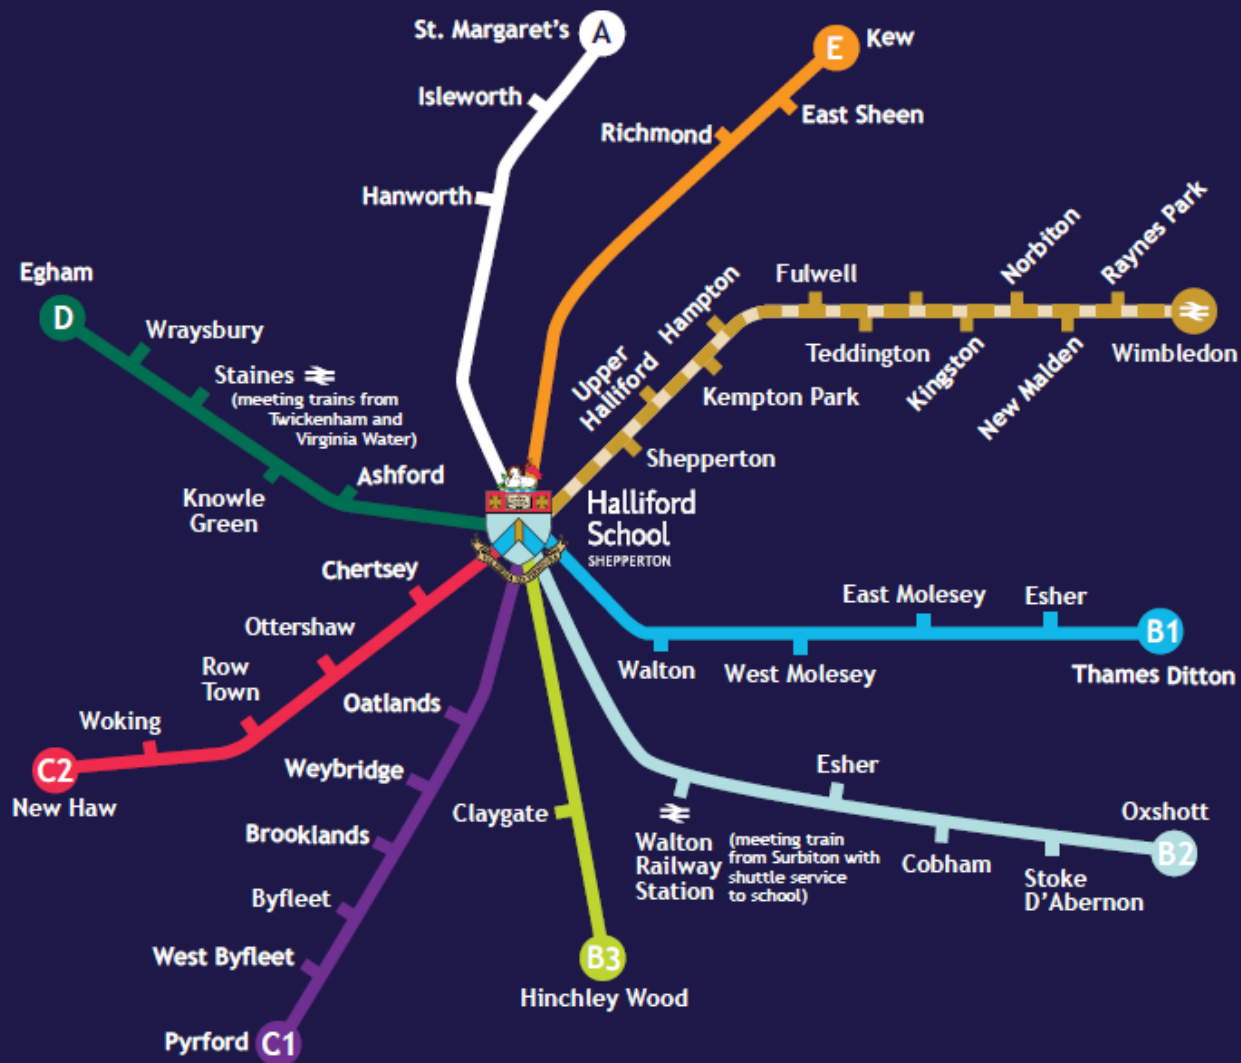 St. Margaret's
A
E
Kew
Isleworth
East Sheen
Richmond
Hanworth
Norbiton
Raynes Park
Egham
D
Wraysbury
Staines
(meeting trains from
Twickenham and
Virginia Water)
Knowle
Green
Ashford
Fulwell
Hampton
Upper
Halliford
Teddington
Kingston
New Malden
Wimbledon
Kempton Park
Shepperton
Halliford
School
SHEPPERTON
Chertsey
Ottershaw
Row
Town
Woking
C2
New Haw
East Molesey
Esher
B1
Walton
West Molesey
Thames Ditton
Oatlands
Weybridge
Brooklands
Byfleet
West Byfleet
Pyrford
C1
Claygate
B3
Hinchley Wood
Esher
Oxshott
B2
Walton
Railway
Station
(meeting train
from Surbiton with
shuttle service
to school)
Cobham
Stoke
D'Abernon